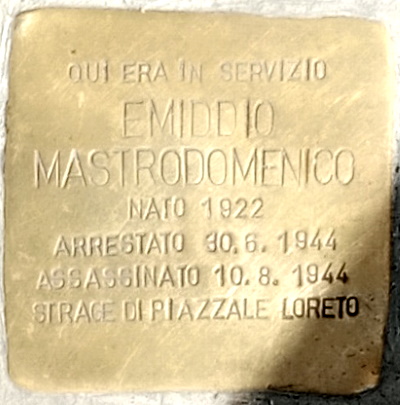 QUI ERA IN SERVIZIO
EMIDDIO
MASTRODOMENICO
NATO 1922
ARRESTATO 30.6.1944
ASSASSINATO 10.8.1944
STRAGE DI PIAZZALE LORETO